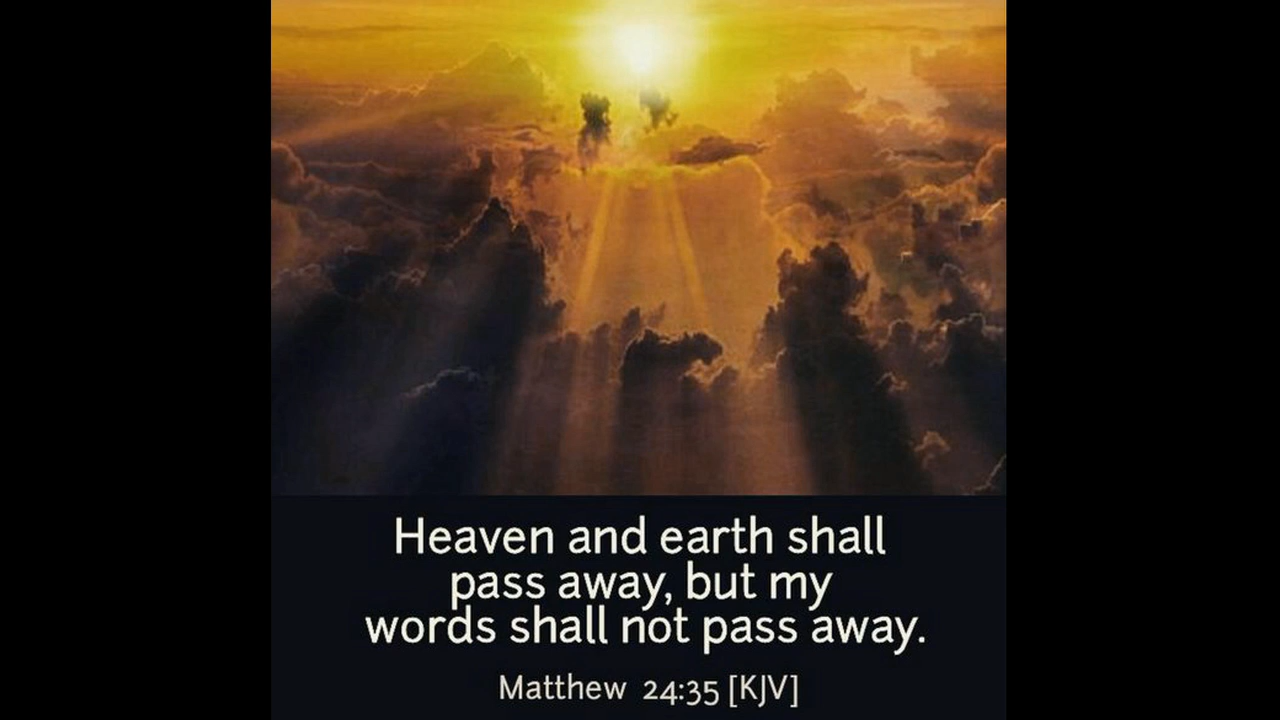 Heaven and earth shall
pass away, but my
words shall not pass away.
Matthew 24:35 [KJV]